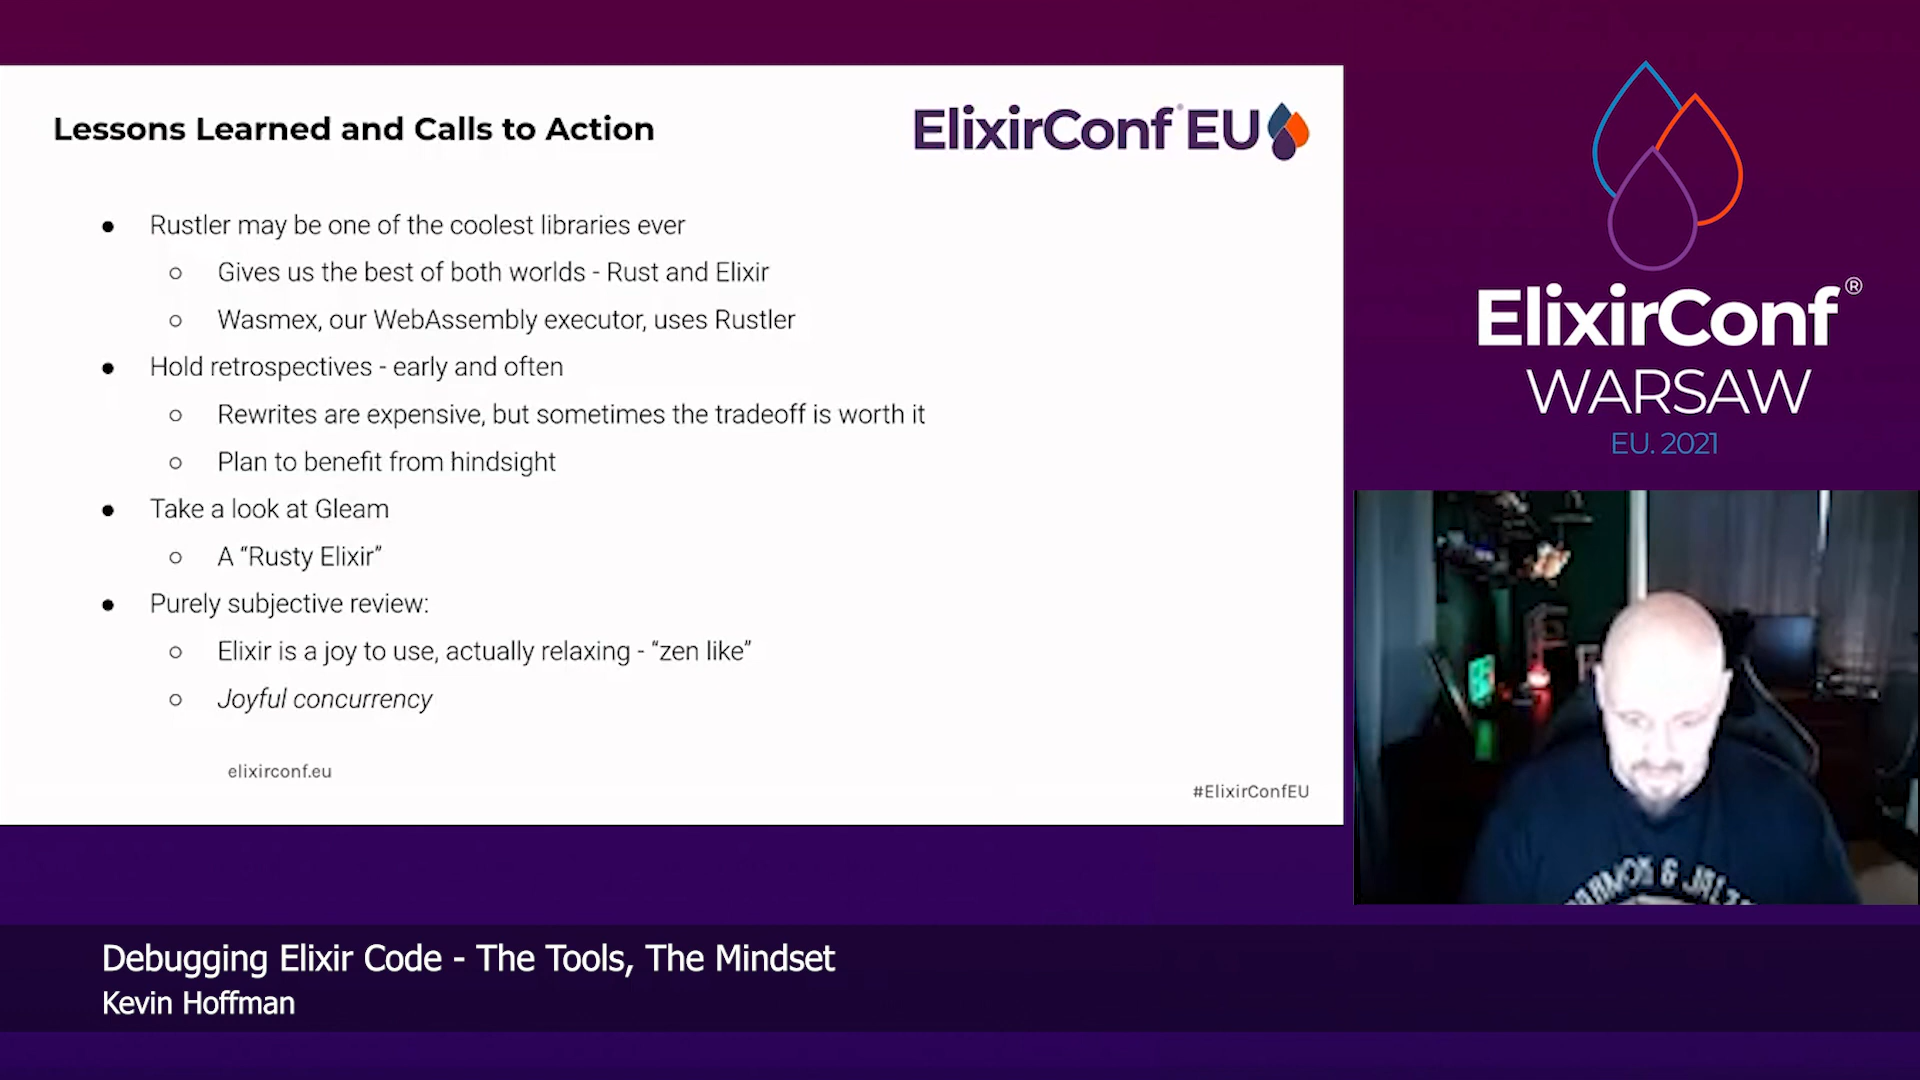 Lessons Learned and Calls to Action
ElixirConf® EU
● Rustler may be one of the coolest libraries ever
○ Gives us the best of both worlds - Rust and Elixir
○ Wasmex, our WebAssembly executor, uses Rustler
● Hold retrospectives - early and often
○ Rewrites are expensive, but sometimes the tradeoff is worth it
○ Plan to benefit from hindsight
● Take a look at Gleam
○ A “Rusty Elixir”
● Purely subjective review:
○ Elixir is a joy to use, actually relaxing - “zen like”
○ Joyful concurrency
elixirconf.eu
#ElixirConfEU
ElixirConf®
WARSAW
EU. 2021
Debugging Elixir Code - The Tools, The Mindset
Kevin Hoffman